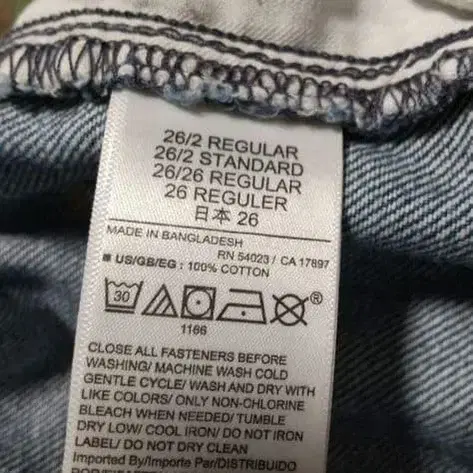 26/2 REGULAR
26/2 STANDARD
26/26 REGULAR
26 REGULER
日本 26
MADE IN BANGLADESH
RN 54023 / CA 17897
■ US/GB/EG : 100% COTTON
30
®
1166
CLOSE ALL FASTENERS BEFORE
WASHING/ MACHINE WASH COLD
GENTLE CYCLE/ WASH AND DRY WITH
LIKE COLORS/ ONLY NON-CHLORINE
BLEACH WHEN NEEDED/ TUMBLE
DRY LOW/ COOL IRON/ DO NOT IRON
LABEL/ DO NOT DRY CLEAN
Imported By/Importe Par/DISTRIBUIDO